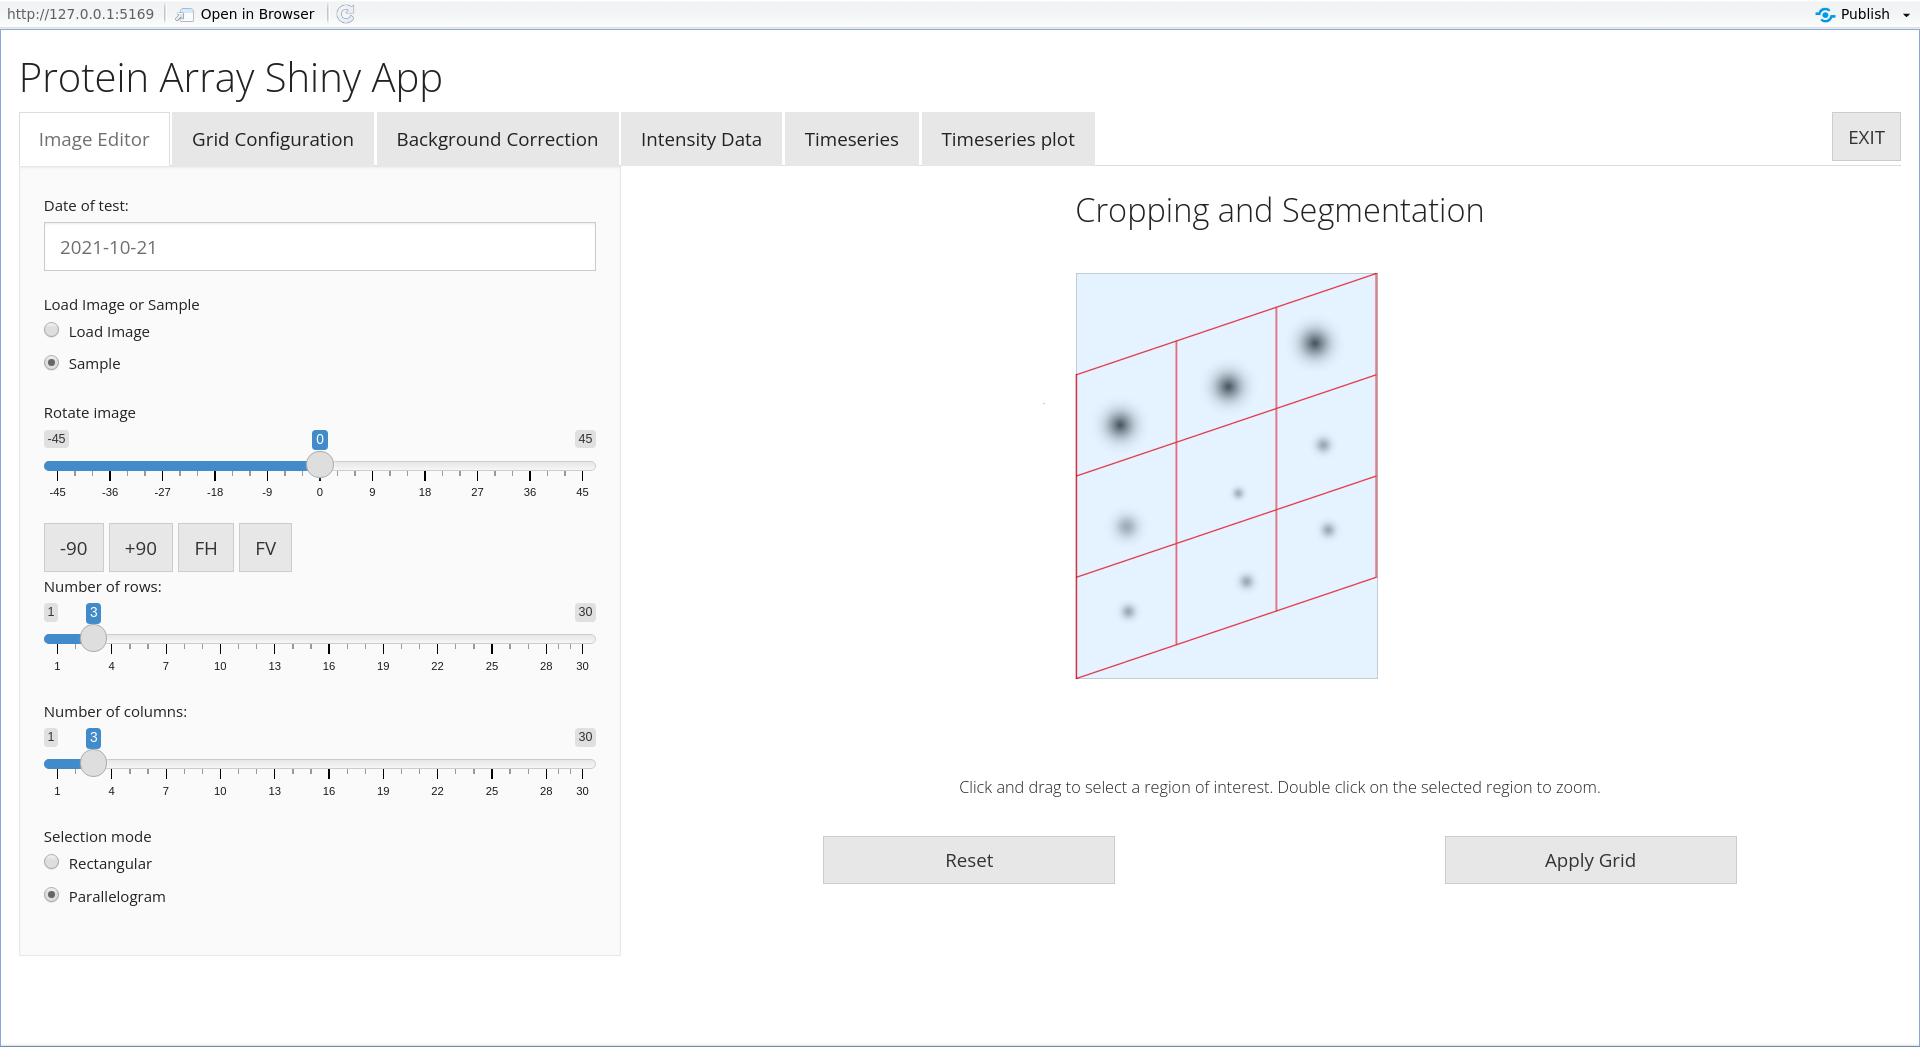 http://127.0.0.1:5169 Open in Browser Publish
Protein Array Shiny App
Image Editor Grid Configuration Background Correction Intensity Data Timeseries Timeseries plot EXIT
Date of test:
2021-10-21
Load Image or Sample
Load Image
Sample
Rotate image
-45 0 45
-45 -36 -27 -18 -9 0 9 18 27 36 45
-90 +90 FH FV
Number of rows:
1 3 30
1 4 7 10 13 16 19 22 25 28 30
Number of columns:
1 3 30
1 4 7 10 13 16 19 22 25 28 30
Selection mode
Rectangular
Parallelogram
Cropping and Segmentation
Click and drag to select a region of interest. Double click on the selected region to zoom.
Reset Apply Grid